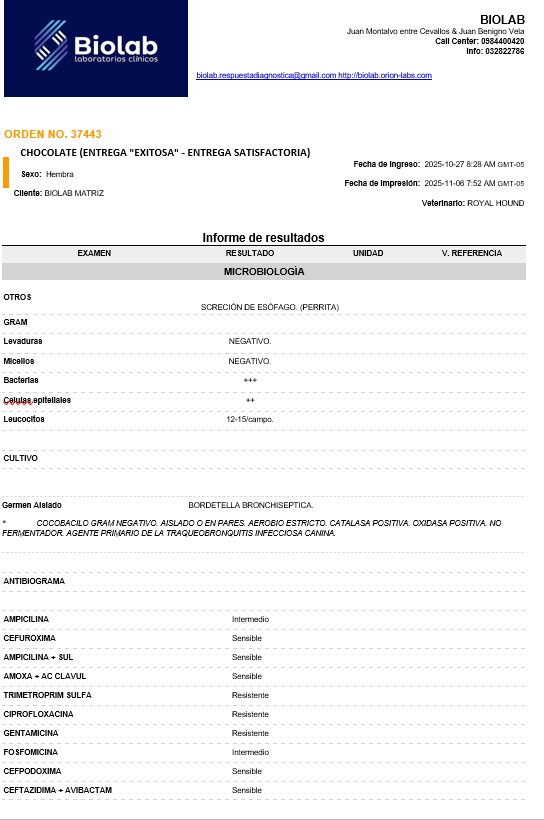 Biolab
laboratorios clínicos
BIOLAB
Juan Montalvo entre Cevallos & Juan Benigno Vela
Call Center: 0984400420
Info: 032822786
biolab.respuestadiagnostica@gmail.com http://biolab.orion-labs.com
ORDEN NO. 37443
CHOCOLATE (ENTREGA "EXITOSA" - ENTREGA SATISFACTORIA)
Fecha de Ingreso: 2025-10-27 8:28 AM GMT-05
Sexo: Hembra
Fecha de Impresión: 2025-11-06 7:52 AM GMT-05
Cliente: BIOLAB MATRIZ
Veterinario: ROYAL HOUND
Informe de resultados
EXAMEN RESULTADO UNIDAD V. REFERENCIA
MICROBIOLOGÍA
OTROS
SCRECIÓN DE ESÓFAGO. (PERRITA)
GRAM
Levaduras NEGATIVO.
Micelios NEGATIVO.
Bacterias +++
Celulas epiteliales ++
Leucocitos 12-15/campo.
CULTIVO
Germen Aislado BORDETELLA BRONCHISEPTICA.
* COCOBACILO GRAM NEGATIVO. AISLADO O EN PARES. AEROBIO ESTRICTO. CATALASA POSITIVA. OXIDASA POSITIVA. NO
FERMENTADOR. AGENTE PRIMARIO DE LA TRAQUEOBRONQUITIS INFECCIOSA CANINA.
ANTIBIOGRAMA
AMPICILINA Intermedio
CEFUROXIMA Sensible
AMPICILINA + SUL Sensible
AMOXA + AC CLAVUL Sensible
TRIMETROPRIM SULFA Resistente
CIPROFLOXACINA Resistente
GENTAMICINA Resistente
FOSFOMICINA Intermedio
CEFPODOXIMA Sensible
CEFTAZIDIMA + AVIBACTAM Sensible